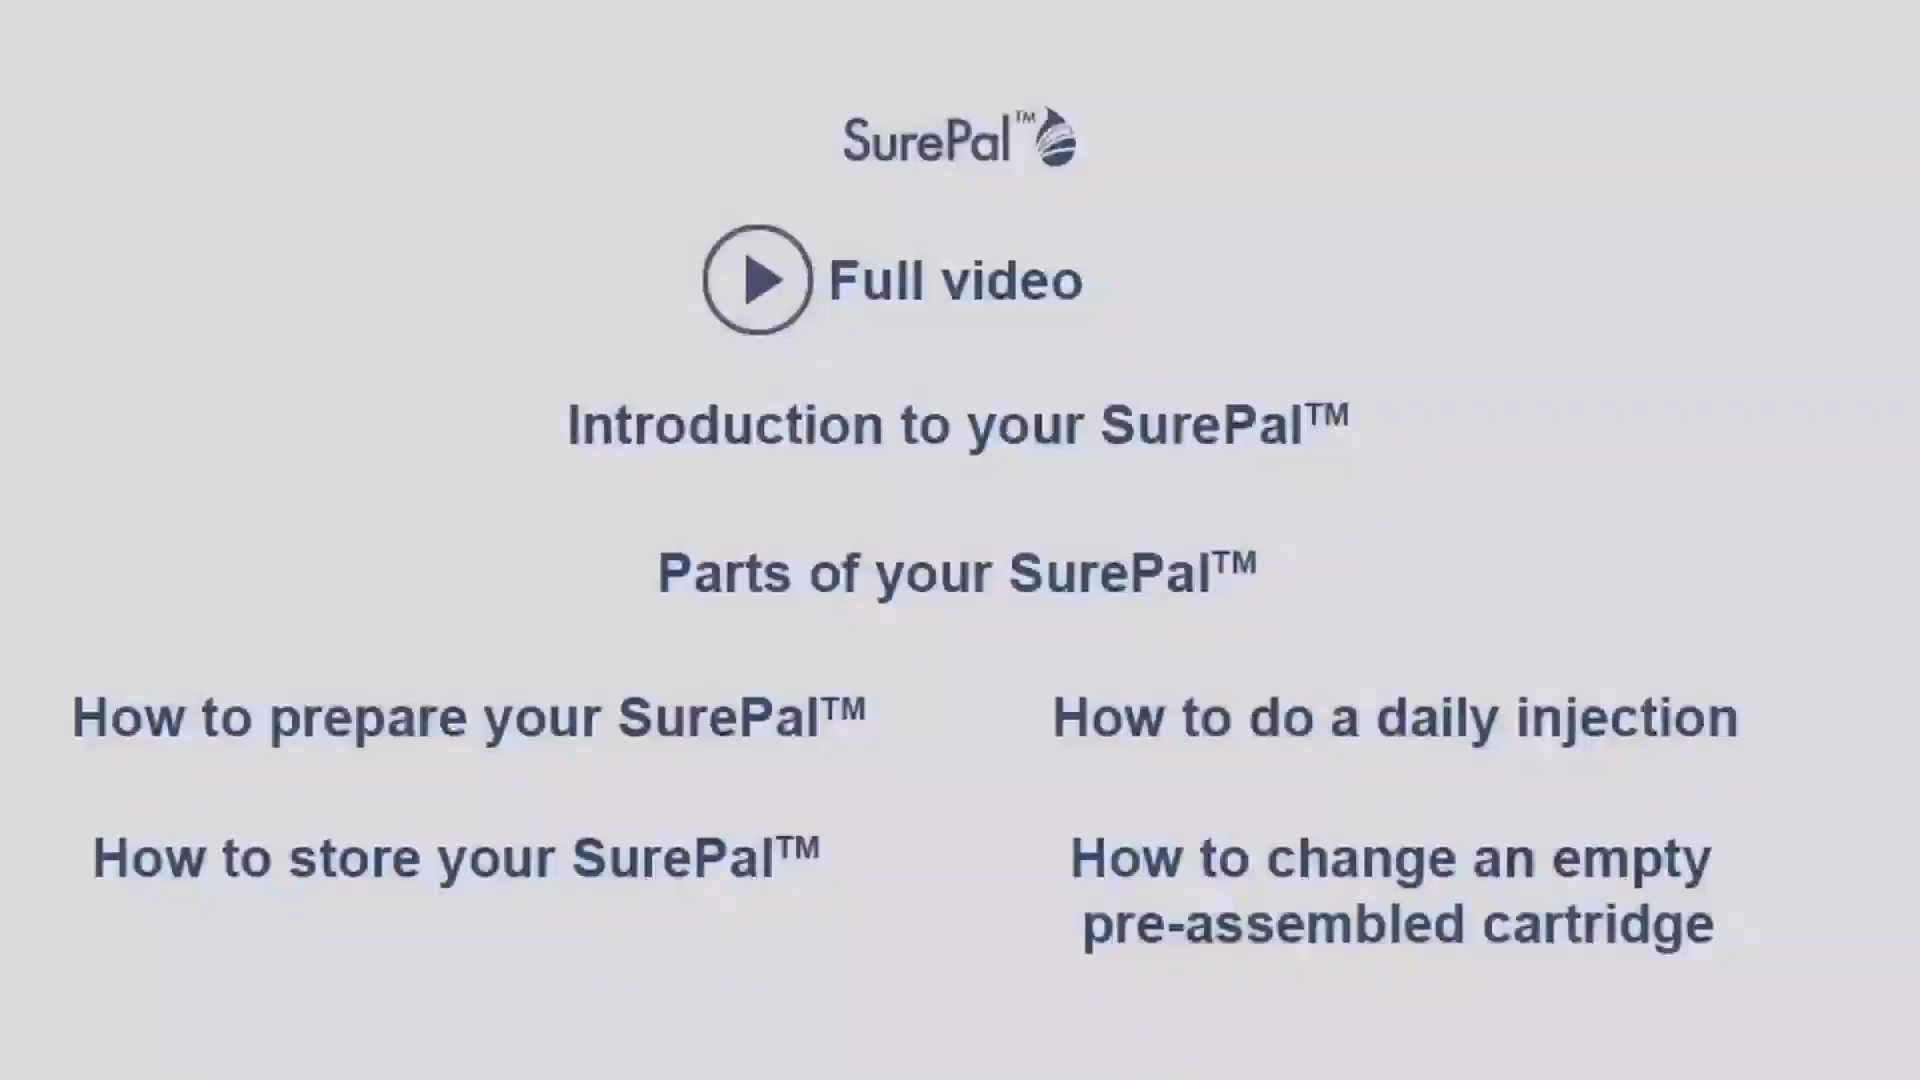 SurePal™
Full video
Introduction to your SurePal™
Parts of your SurePal™
How to prepare your SurePal™
How to do a daily injection
How to store your SurePal™
How to change an empty
pre-assembled cartridge